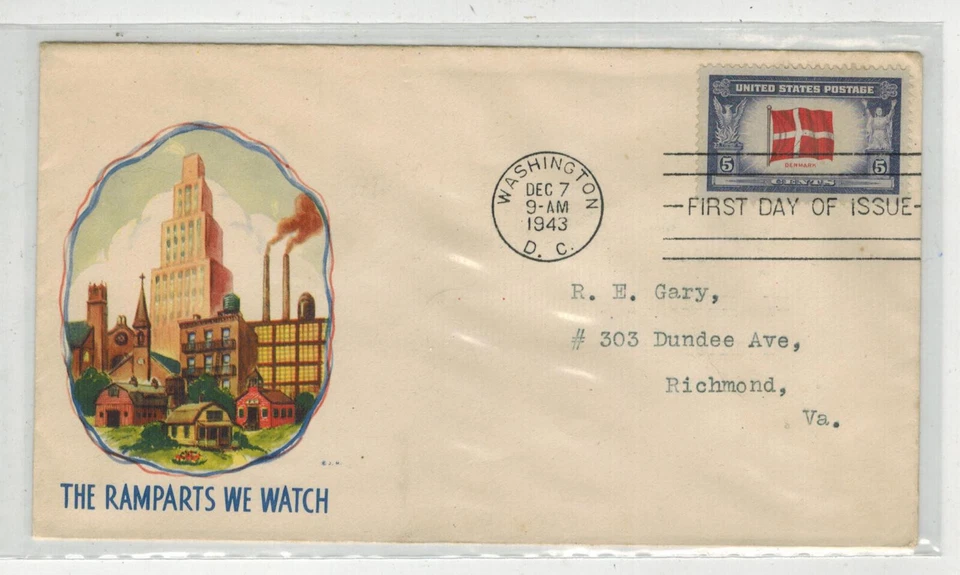 UNITED STATES POSTAGE
DENMARK
5 5
CENTS
WASHINGTON
DEC 7
9-AM
1943
D. C.
FIRST DAY OF ISSUE
R. E. Gary,
# 303 Dundee Ave,
Richmond,
Va.
THE RAMPARTS WE WATCH